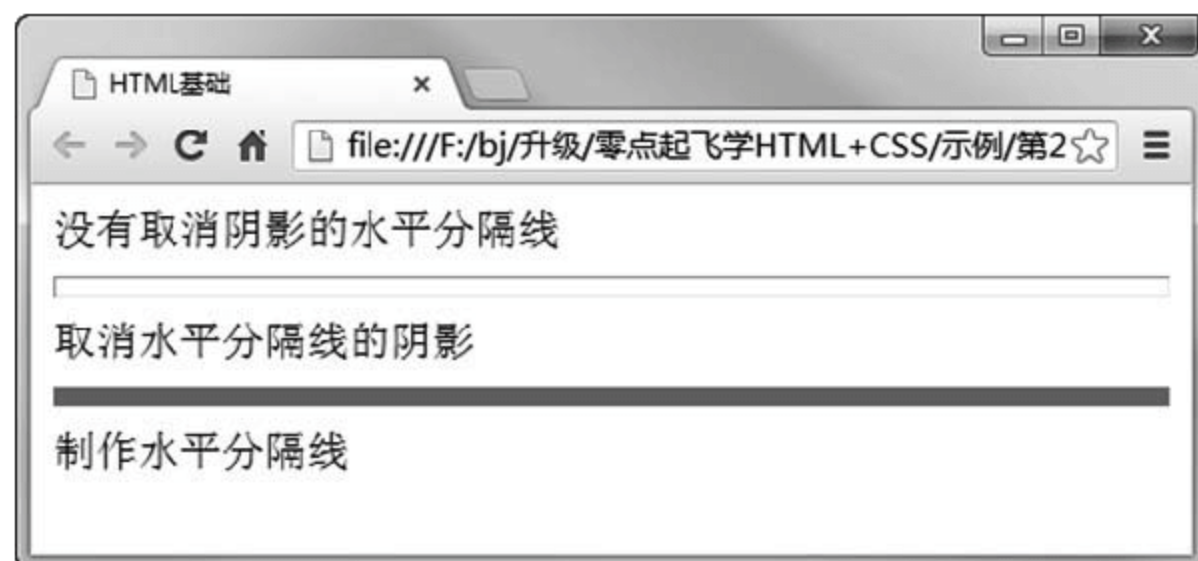 HTML基础
file:///F:/bj/升级/零点起飞学HTML+CSS/示例/第2
没有取消阴影的水平分隔线
取消水平分隔线的阴影
制作水平分隔线